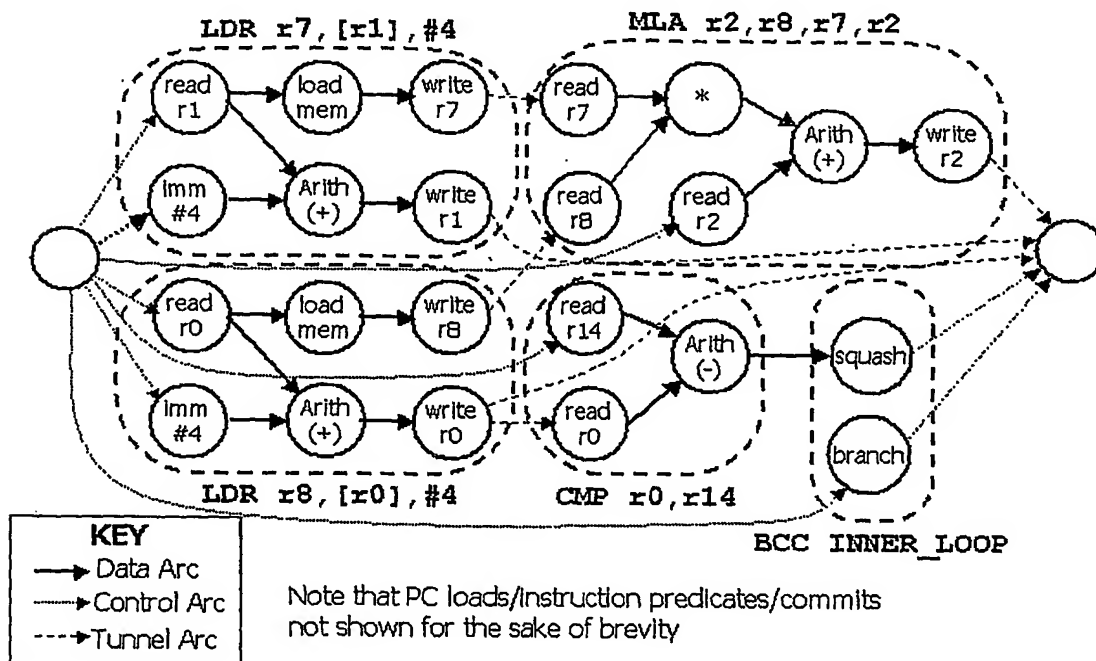 LDR r7,[r1],#4
MLA r2,r8,r7,r2
read
r1
load
mem
write
r7
read
r7
*
Arith
(+)
write
r2
imm
#4
Arith
(+)
write
r1
read
r8
read
r2
read
r0
load
mem
write
r8
read
r14
Arith
(-)
squash
imm
#4
Arith
(+)
write
r0
read
r0
branch
LDR r8,[r0],#4
CMP r0,r14
BCC INNER_LOOP
KEY
Data Arc
Control Arc
Tunnel Arc
Note that PC loads/instruction predicates/commits
not shown for the sake of brevity